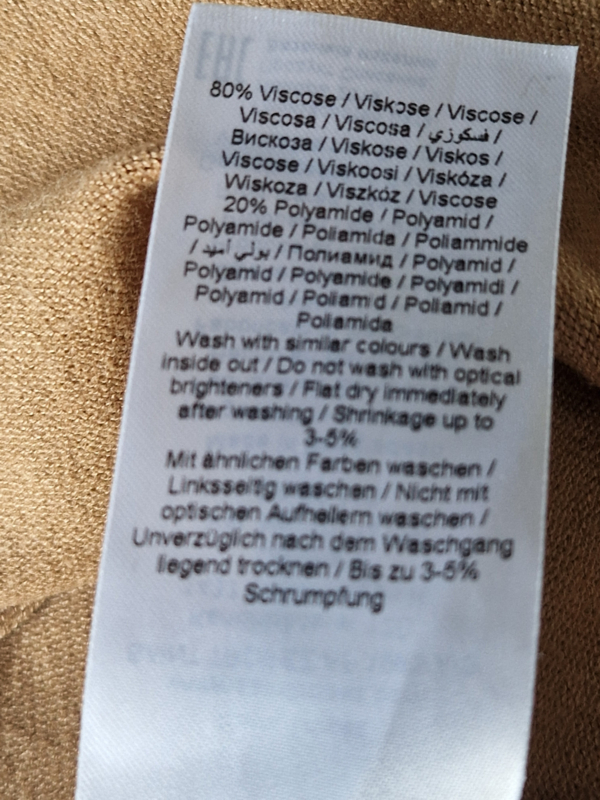 80% Viscose / Viskose / Viscose /
Viscosa / Viscosa / فسكوزي /
Вискоза / Viskose / Viskos /
Viscose / Viskoosi / Viskóza /
Wiskoza / Viszkóz / Viscose
20% Polyamide / Polyamid /
Polyamide / Poliamida / Poliammide
/ بولي أميد / Полиамид / Polyamid /
Polyamid / Polyamide / Polyamidi /
Polyamid / Poliamid / Poliamid /
Poliamida
Wash with similar colours / Wash
inside out / Do not wash with optical
brighteners / Flat dry immediately
after washing / Shrinkage up to
3-5%
Mit ähnlichen Farben waschen /
Linksseitig waschen / Nicht mit
optischen Aufhellern waschen /
Unverzüglich nach dem Waschgang
liegend trocknen / Bis zu 3-5%
Schrumpfung